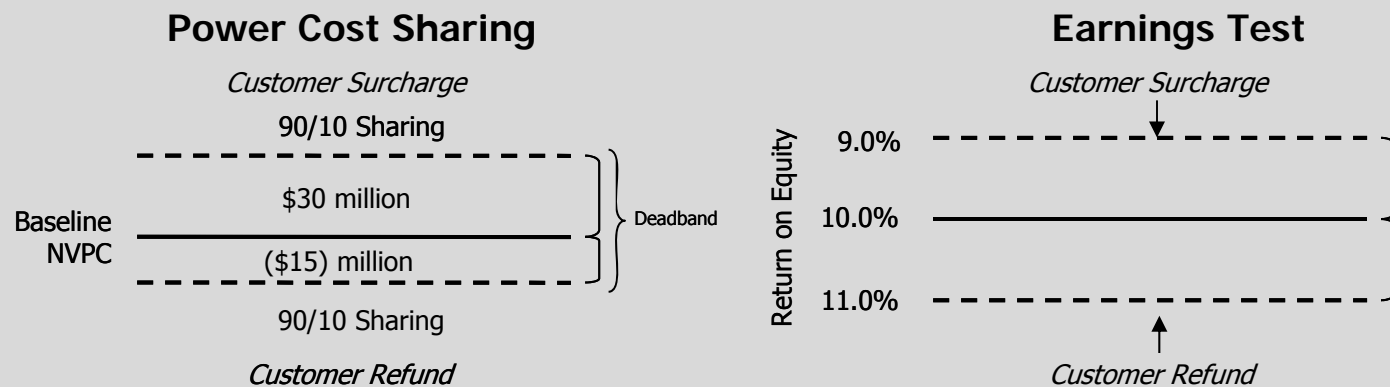 Power Cost Sharing
Customer Surcharge
90/10 Sharing
$30 million
Baseline
NVPC
Deadband
($15) million
90/10 Sharing
Customer Refund
Earnings Test
Customer Surcharge
Return on Equity
9.0%
10.0%
11.0%
Customer Refund